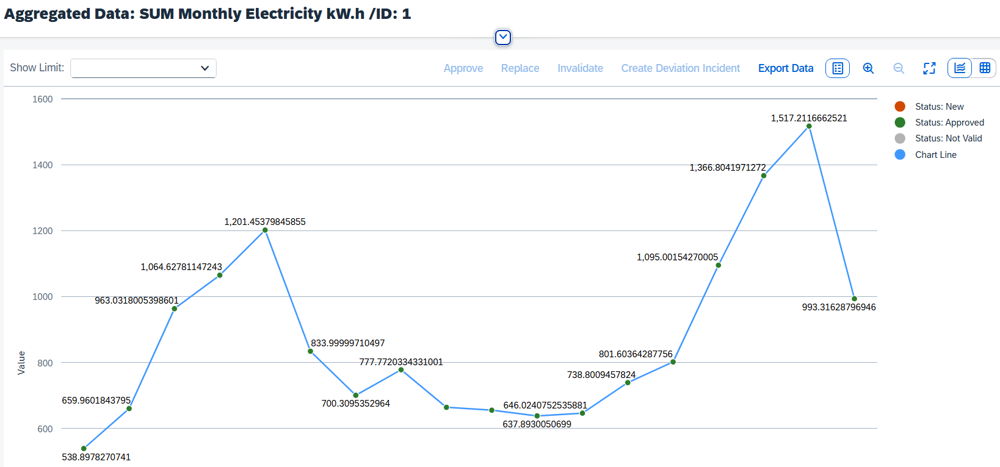 Aggregated Data: SUM Monthly Electricity kW.h /ID: 1
Show Limit:
Approve Replace Invalidate Create Deviation Incident Export Data
1600
1400
1200
1000
800
600
Value
538.8978270741
659.9601843795
963.0318005398601
1,064.62781147243
1,201.45379845855
833.99999710497
700.3095352964
777.7720334331001
637.8930050699
646.0240752535881
738.8009457824
801.60364287756
1,095.00154270005
1,366.8041971272
1,517.2116662521
993.31628796946
Status: New
Status: Approved
Status: Not Valid
Chart Line